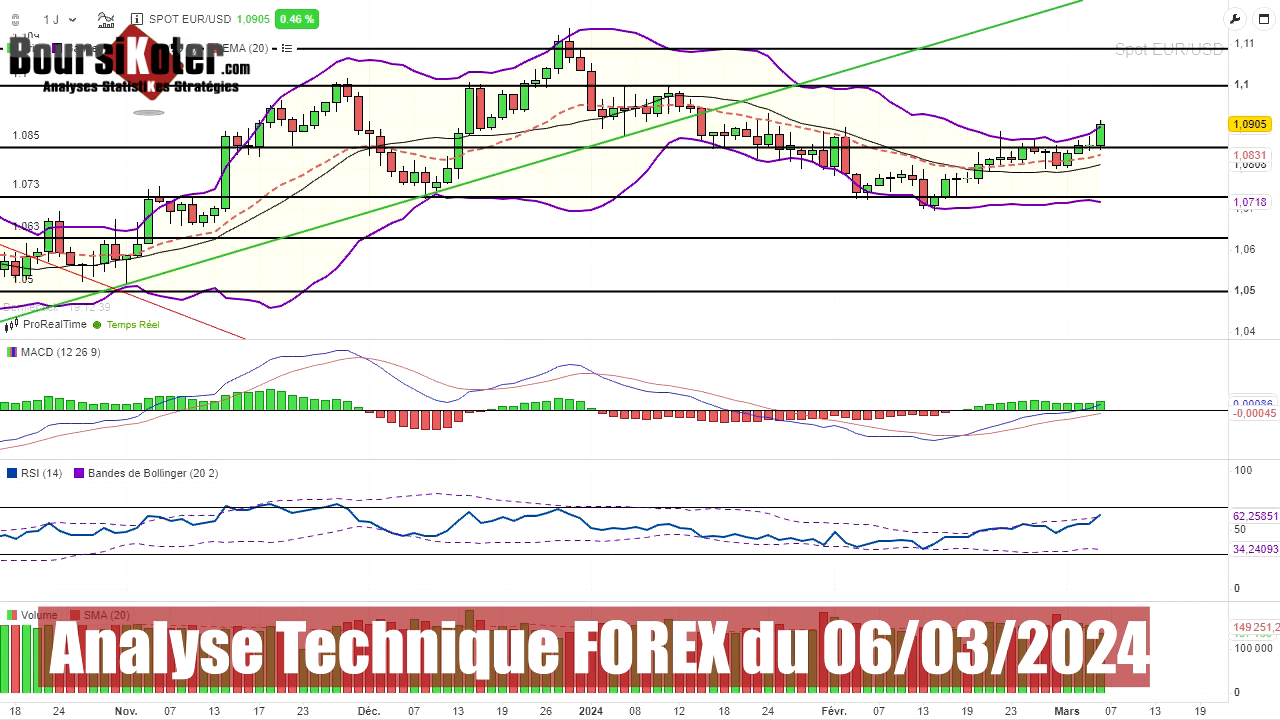 1 J SPOT EUR/USD 1,0905 0.46 %
EMA (20)
BoursiKoter.com
Analyses StatistiKes Stratégies
Spot EUR/USD
1,11
1,1
1,0905
1.085
1,0831
1.073
1,0718
1.063
1,06
1.05
1,05
19:12:39
ProRealTime Temps Réel
1,04
MACD (12 26 9)
0,00086
-0,00045
RSI (14) Bandes de Bollinger (20 2)
100
62,25851
50
34,24093
0
Volume SMA (20)
149 251,2
100 000
0
Analyse Technique FOREX du 06/03/2024
18 24 Nov. 07 13 17 23 Déc. 07 13 19 26 2024 08 12 18 24 Févr. 07 13 19 23 Mars 07 13 19